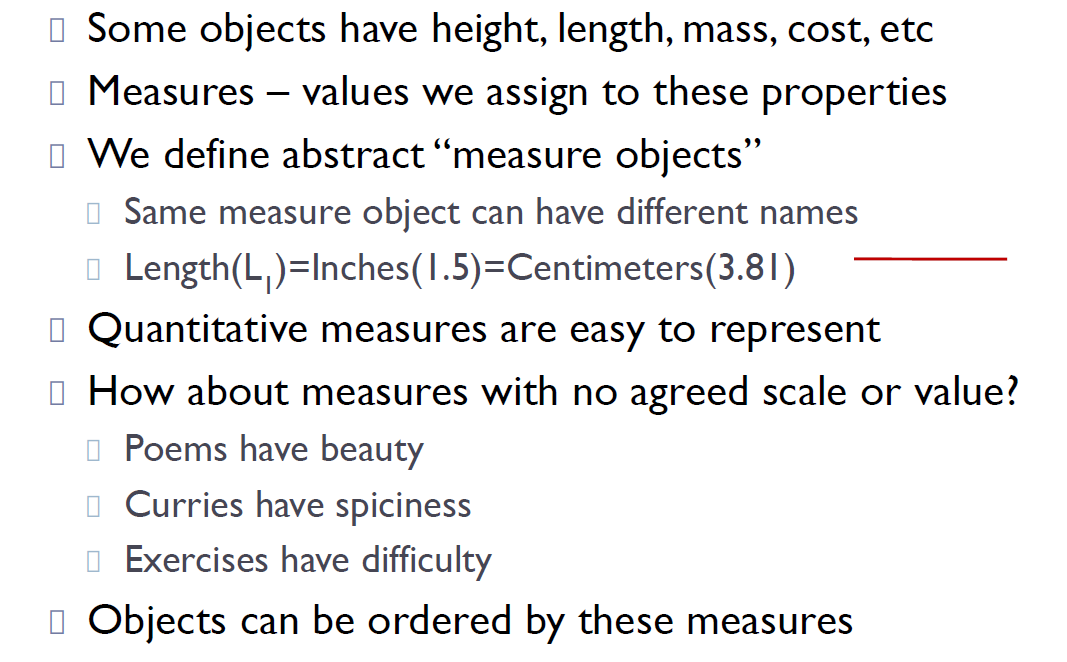 Some objects have height, length, mass, cost, etc
Measures – values we assign to these properties
We define abstract “measure objects”
Same measure object can have different names
Length(L₁)=Inches(1.5)=Centimeters(3.81)
Quantitative measures are easy to represent
How about measures with no agreed scale or value?
Poems have beauty
Curries have spiciness
Exercises have difficulty
Objects can be ordered by these measures